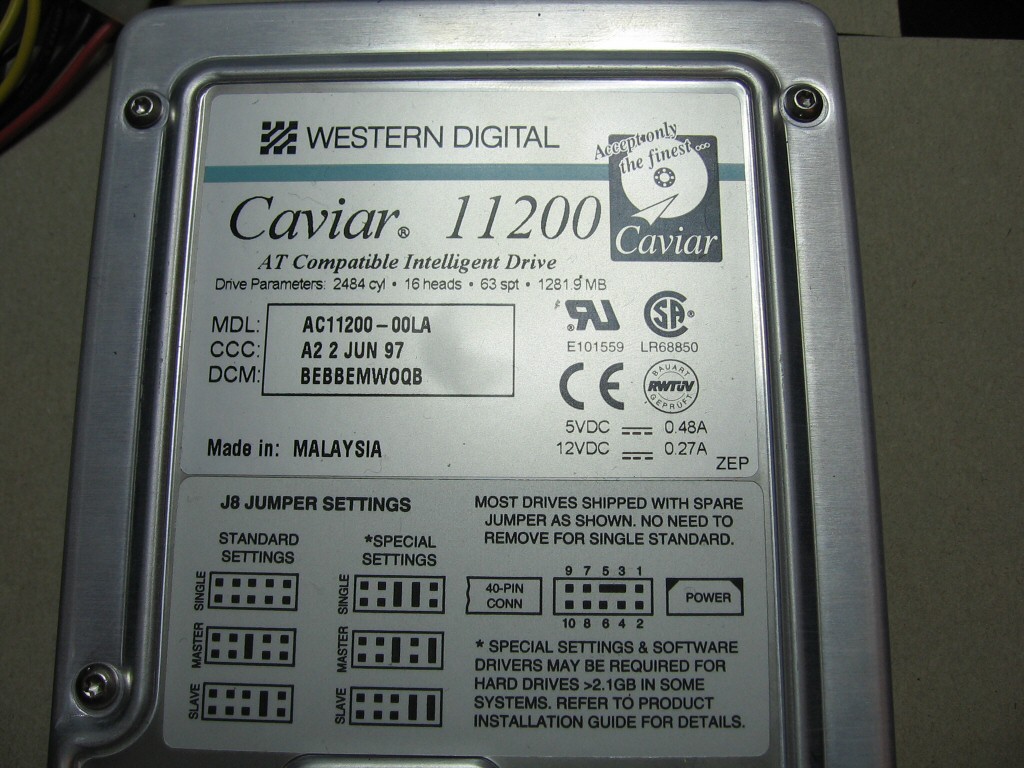 WESTERN DIGITAL
Accept only
the finest...
Caviar® 11200
Caviar
AT Compatible Intelligent Drive
Drive Parameters: 2484 cyl • 16 heads • 63 spt • 1281.9 MB
MDL: AC11200-00LA
CCC: A2 2 JUN 97
DCM: BEBBEMWOQB
E101559 LR68850
CE
BAUART
RWTÜV
GEPRÜFT
5VDC 0.48A
12VDC 0.27A
Made in: MALAYSIA
ZEP
J8 JUMPER SETTINGS
STANDARD
SETTINGS
*SPECIAL
SETTINGS
SINGLE
SINGLE
MASTER
MASTER
SLAVE
SLAVE
MOST DRIVES SHIPPED WITH SPARE
JUMPER AS SHOWN. NO NEED TO
REMOVE FOR SINGLE STANDARD.
9 7 5 3 1
40-PIN
CONN
POWER
10 8 6 4 2
* SPECIAL SETTINGS & SOFTWARE
DRIVERS MAY BE REQUIRED FOR
HARD DRIVES >2.1GB IN SOME
SYSTEMS. REFER TO PRODUCT
INSTALLATION GUIDE FOR DETAILS.